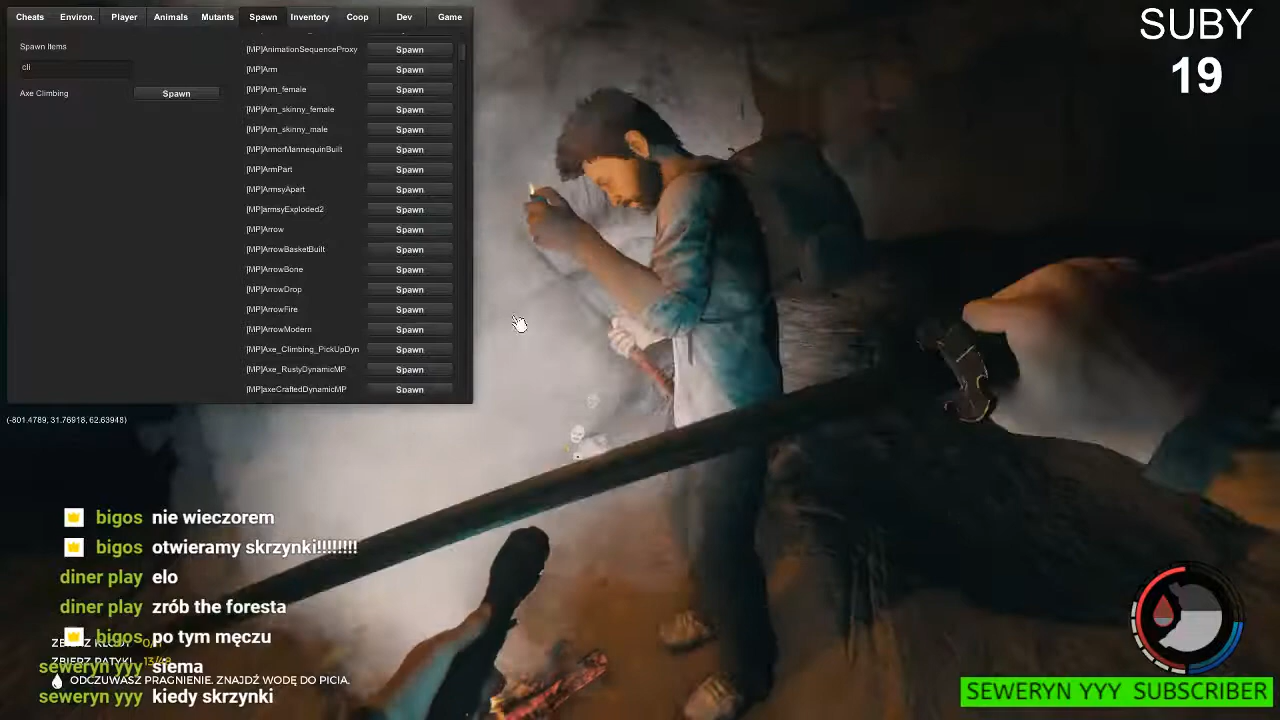 Cheats Environ. Player Animals Mutants Spawn Inventory Coop Dev Game
Spawn Items
cli
Axe Climbing Spawn
[MP]AnimationSequenceProxy Spawn
[MP]Arm Spawn
[MP]Arm_female Spawn
[MP]Arm_skinny_female Spawn
[MP]Arm_skinny_male Spawn
[MP]ArmorMannequinBuilt Spawn
[MP]ArmPart Spawn
[MP]ArmsyApart Spawn
[MP]armsyExploded2 Spawn
[MP]Arrow Spawn
[MP]ArrowBasketBuilt Spawn
[MP]ArrowBone Spawn
[MP]ArrowDrop Spawn
[MP]ArrowFire Spawn
[MP]ArrowModern Spawn
[MP]Axe_Climbing_PickUpDyn Spawn
[MP]Axe_RustyDynamicMP Spawn
[MP]axeCraftedDynamicMP Spawn
(-801.4789, 31.76918, 62.63948)
SUBY
19
bigos nie wieczorem
bigos otwieramy skrzynki!!!!!!!!
diner play elo
diner play zrób the foresta
bigos po tym męczu
seweryn yyy siema
ODCZUWASZ PRAGNIENIE. ZNAJDŹ WODĘ DO PICIA.
seweryn yyy kiedy skrzynki
SEWERYN YYY SUBSCRIBER